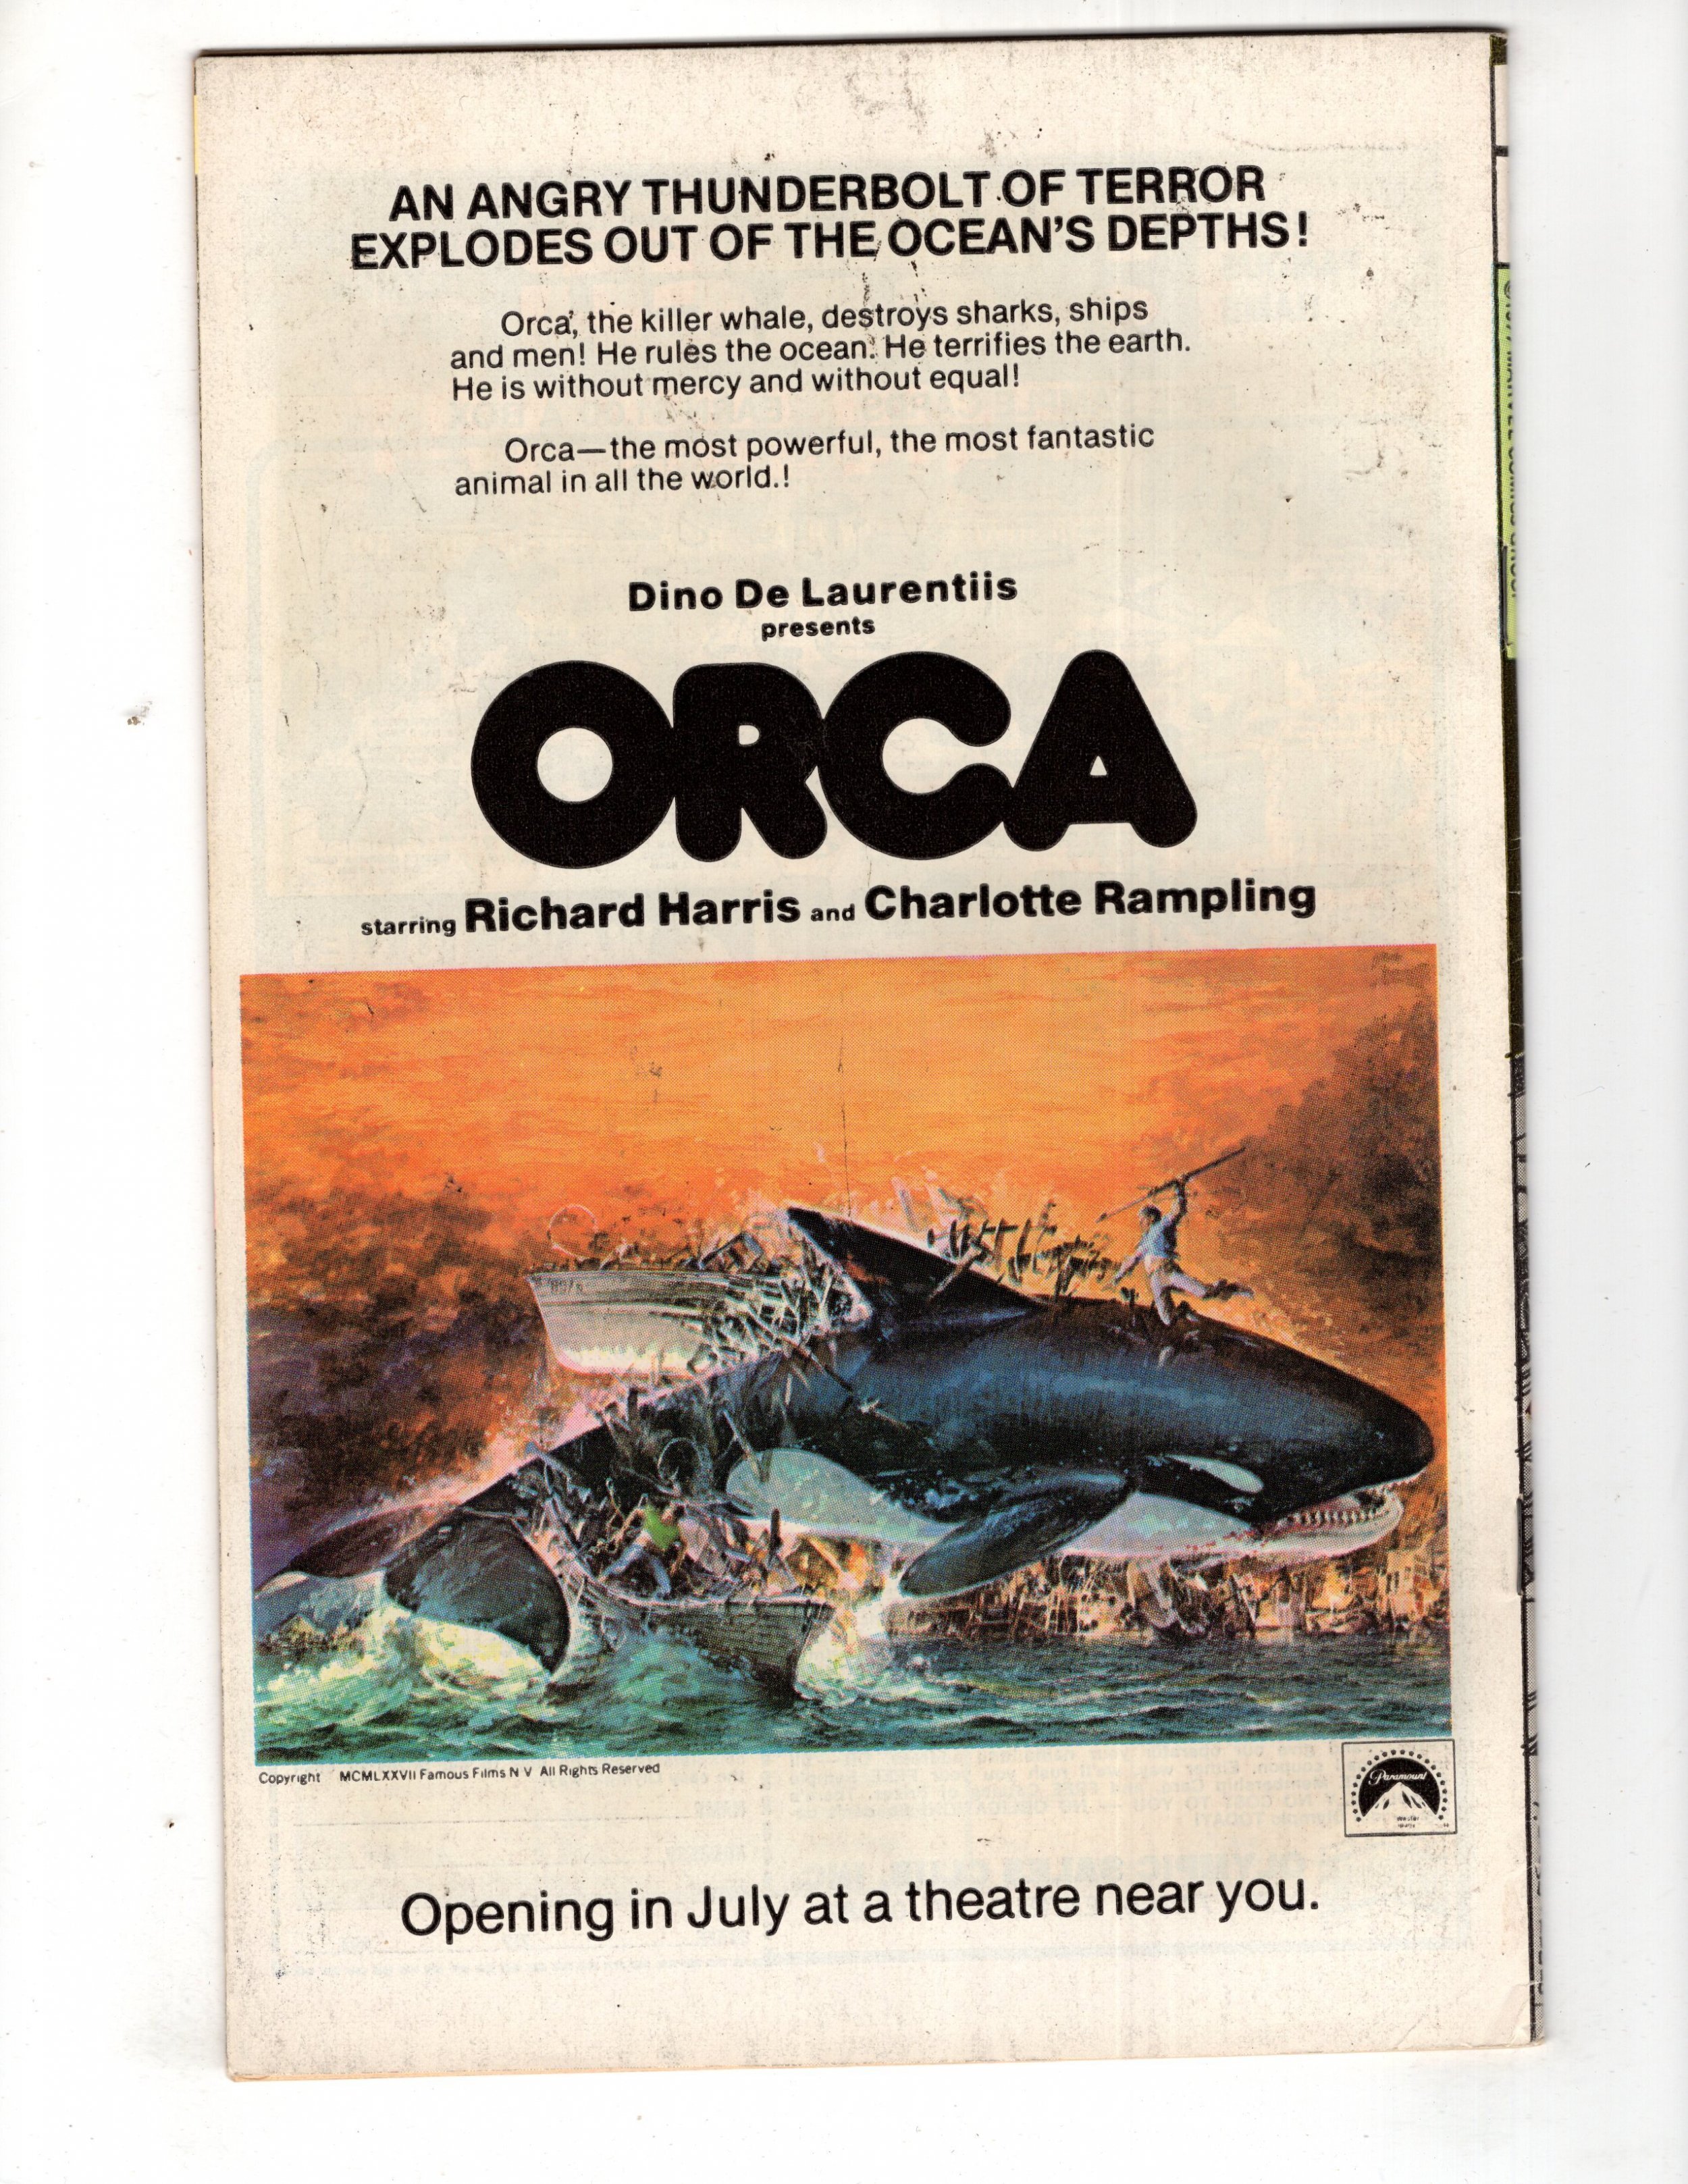 AN ANGRY THUNDERBOLT OF TERROR
EXPLODES OUT OF THE OCEAN'S DEPTHS!
Orca, the killer whale, destroys sharks, ships
and men! He rules the ocean. He terrifies the earth.
He is without mercy and without equal!
Orca—the most powerful, the most fantastic
animal in all the world.!
Dino De Laurentiis
presents
ORCA
starring Richard Harris and Charlotte Rampling
Copyright MCMLXXVII Famous Films N V All Rights Reserved
Paramount
Opening in July at a theatre near you.
MARVEL COMICS GROUP